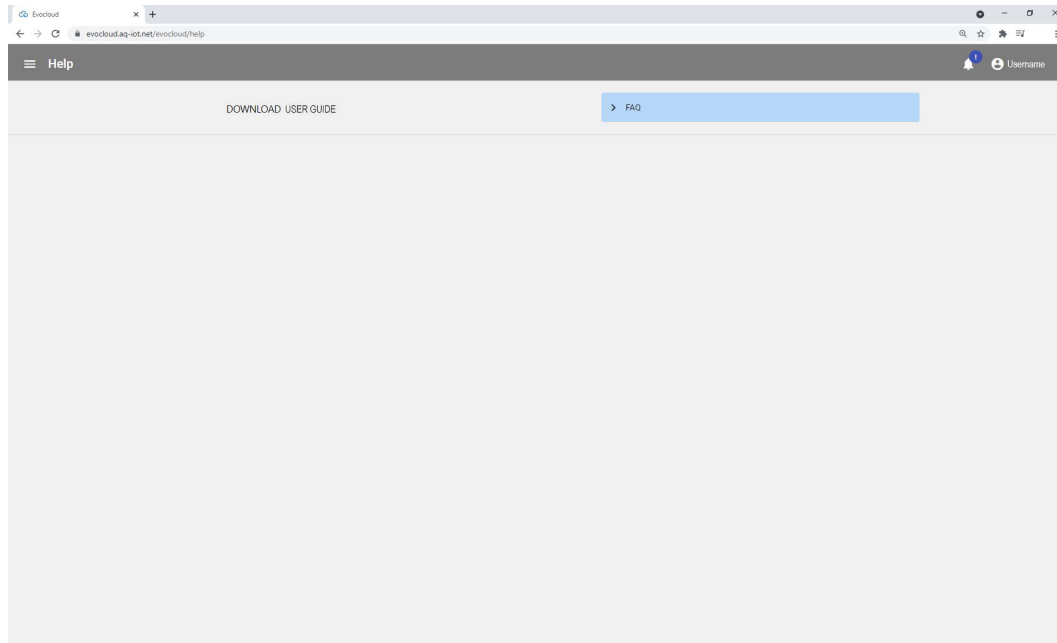 Evocloud
evocloud.aq-iot.net/evocloud/help
Help
1
Username
DOWNLOAD USER GUIDE
FAQ